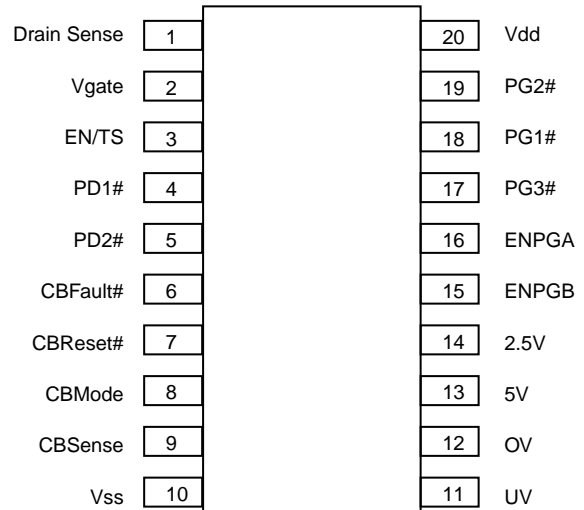 Drain Sense 1 20 Vdd
Vgate 2 19 PG2#
EN/TS 3 18 PG1#
PD1# 4 17 PG3#
PD2# 5 16 ENPGA
CBFault# 6 15 ENPGB
CBReset# 7 14 2.5V
CBMode 8 13 5V
CBSense 9 12 OV
Vss 10 11 UV